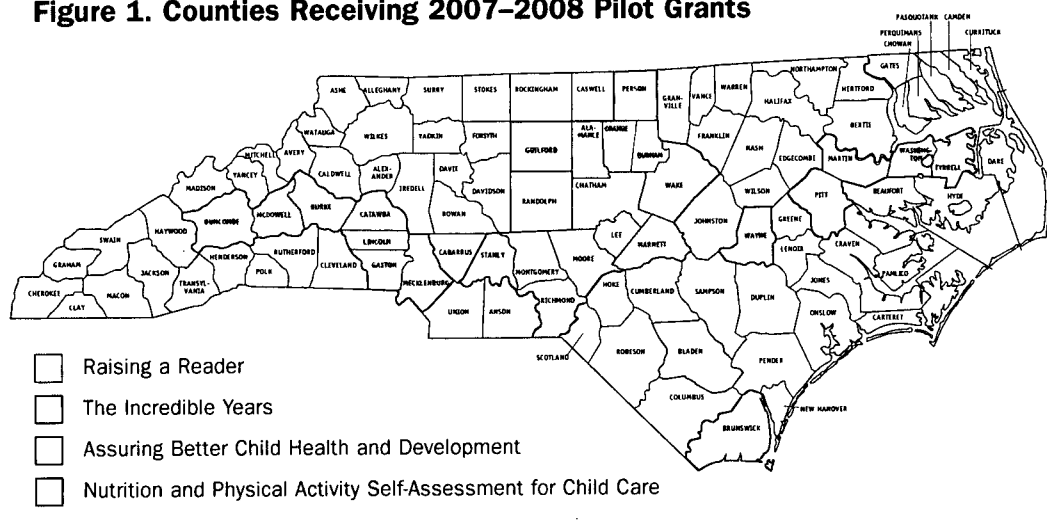 Figure 1. Counties Receiving 2007–2008 Pilot Grants
PASQUOTANK CAMDEN
PERQUIMANS CURRITUCK
CHOWAN
ASHE ALLEGHANY SURRY STOKES ROCKINGHAM CASWELL PERSON GRAN-VILLE VANCE WARREN HALIFAX NORTHAMPTON GATES HERTFORD
WATAUGA WILKES YADKIN FORSYTH GUILFORD ALA-MANCE ORANGE DURHAM FRANKLIN NASH EDGECOMBE BERTIE MARTIN WASHING-TON TYRRELL DARE
MITCHELL AVERY YANCEY CALDWELL ALEX-ANDER IREDELL DAVIE DAVIDSON RANDOLPH CHATHAM WAKE WILSON PITT BEAUFORT HYDE
MADISON BUNCOMBE MCDOWELL BURKE CATAWBA ROWAN JOHNSTON GREENE
SWAIN HAYWOOD HENDERSON RUTHERFORD LINCOLN CABARRUS STANLY MONTGOMERY MOORE LEE HARNETT WAYNE LENOIR CRAVEN PAMLICO
GRAHAM JACKSON TRANSYL-VANIA POLK CLEVELAND GASTON MECKLENBURG RICHMOND HOKE CUMBERLAND SAMPSON DUPLIN JONES
CHEROKEE CLAY MACON UNION ANSON ONSLOW CARTERET
SCOTLAND ROBESON BLADEN PENDER
COLUMBUS NEW HANOVER
BRUNSWICK
Raising a Reader
The Incredible Years
Assuring Better Child Health and Development
Nutrition and Physical Activity Self-Assessment for Child Care